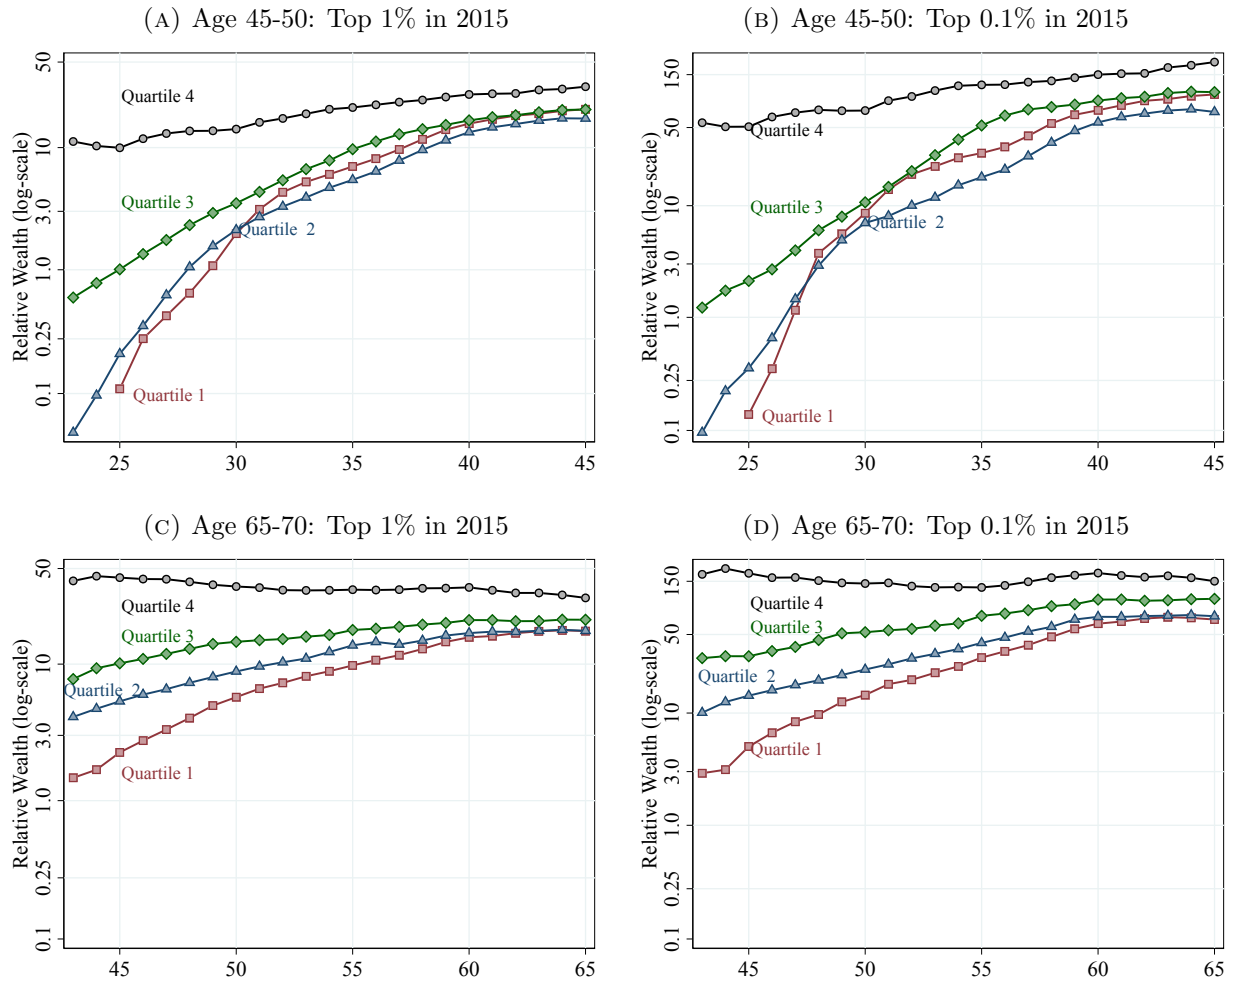 (A) Age 45-50: Top 1% in 2015
Relative Wealth (log-scale)
50
10
3.0
1.0
0.25
0.1
Quartile 4
Quartile 3
Quartile 2
Quartile 1
25 30 35 40 45
(B) Age 45-50: Top 0.1% in 2015
Relative Wealth (log-scale)
150
50
10
3.0
1.0
0.25
0.1
Quartile 4
Quartile 3
Quartile 2
Quartile 1
25 30 35 40 45
(C) Age 65-70: Top 1% in 2015
Relative Wealth (log-scale)
50
10
3.0
1.0
0.25
0.1
Quartile 4
Quartile 3
Quartile 2
Quartile 1
45 50 55 60 65
(D) Age 65-70: Top 0.1% in 2015
Relative Wealth (log-scale)
150
50
10
3.0
1.0
0.25
0.1
Quartile 4
Quartile 3
Quartile 2
Quartile 1
45 50 55 60 65